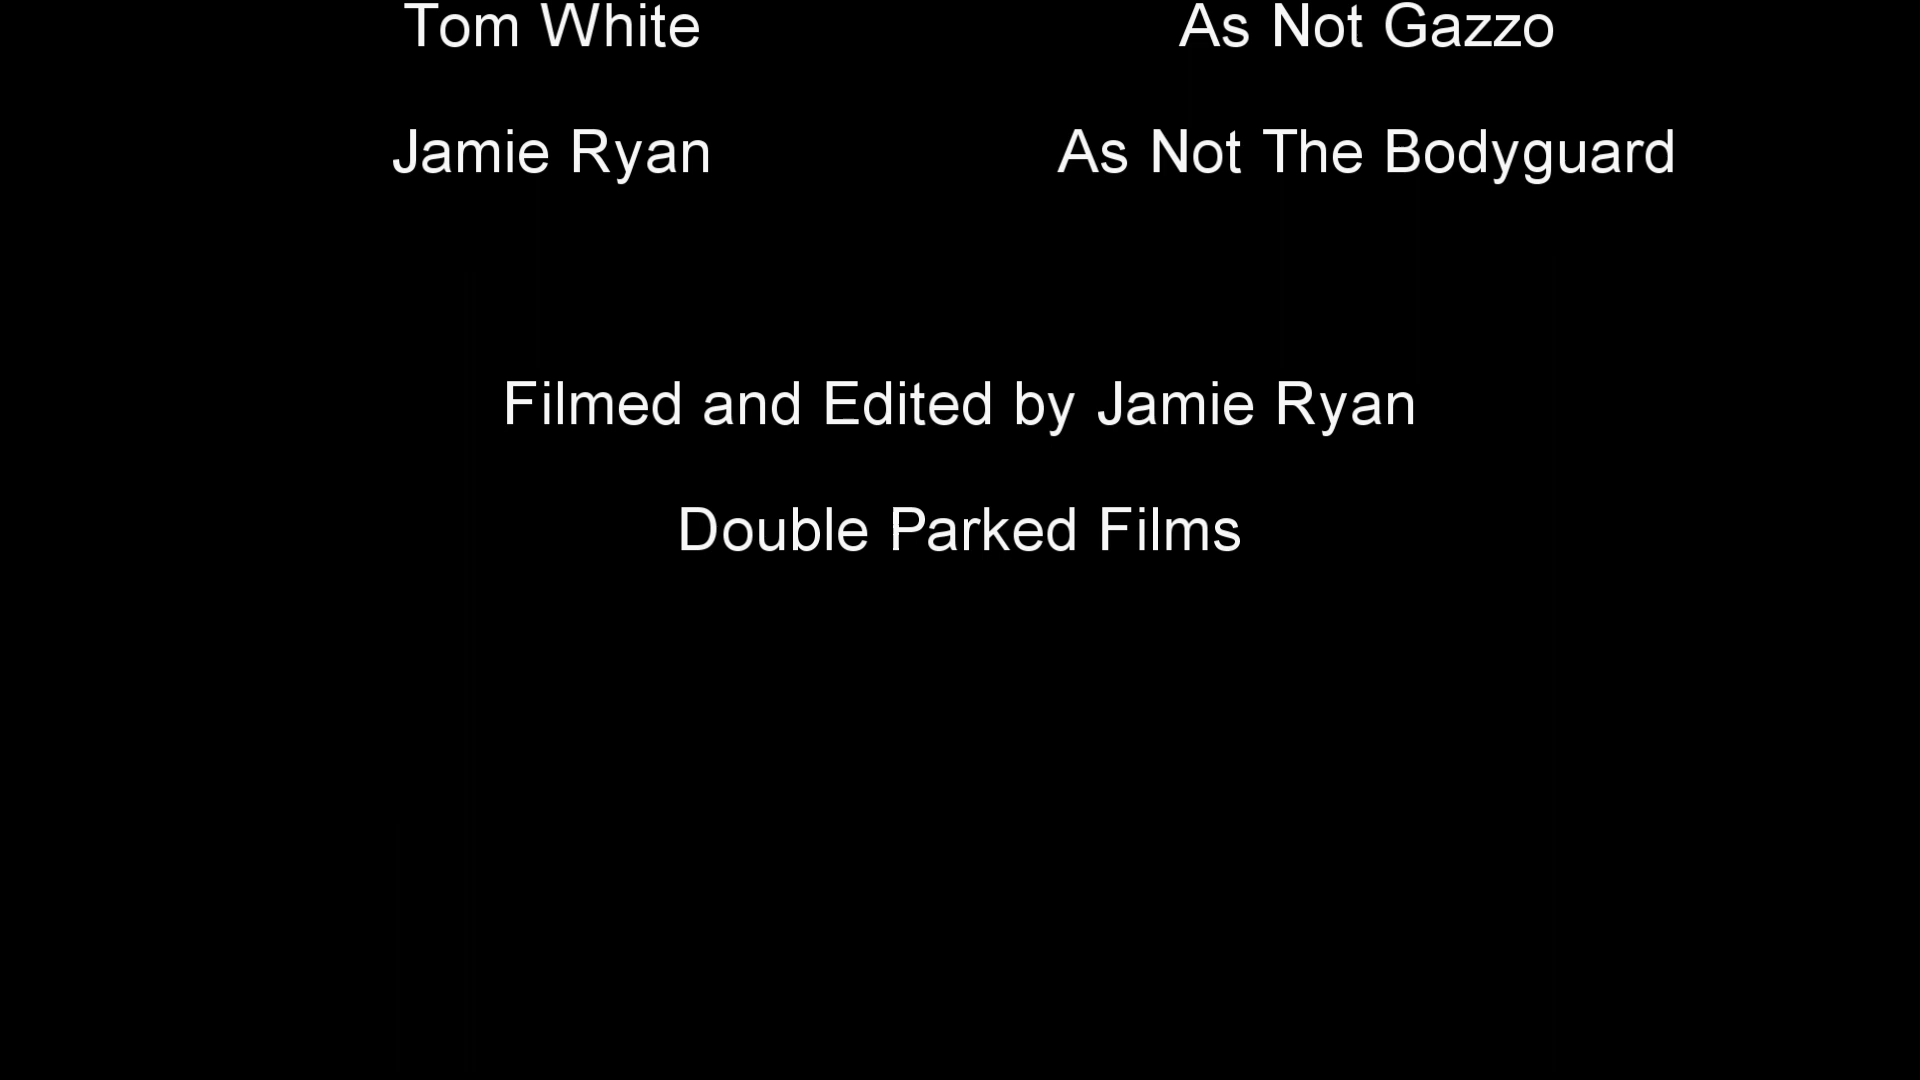 Tom White As Not Gazzo
Jamie Ryan As Not The Bodyguard
Filmed and Edited by Jamie Ryan
Double Parked Films